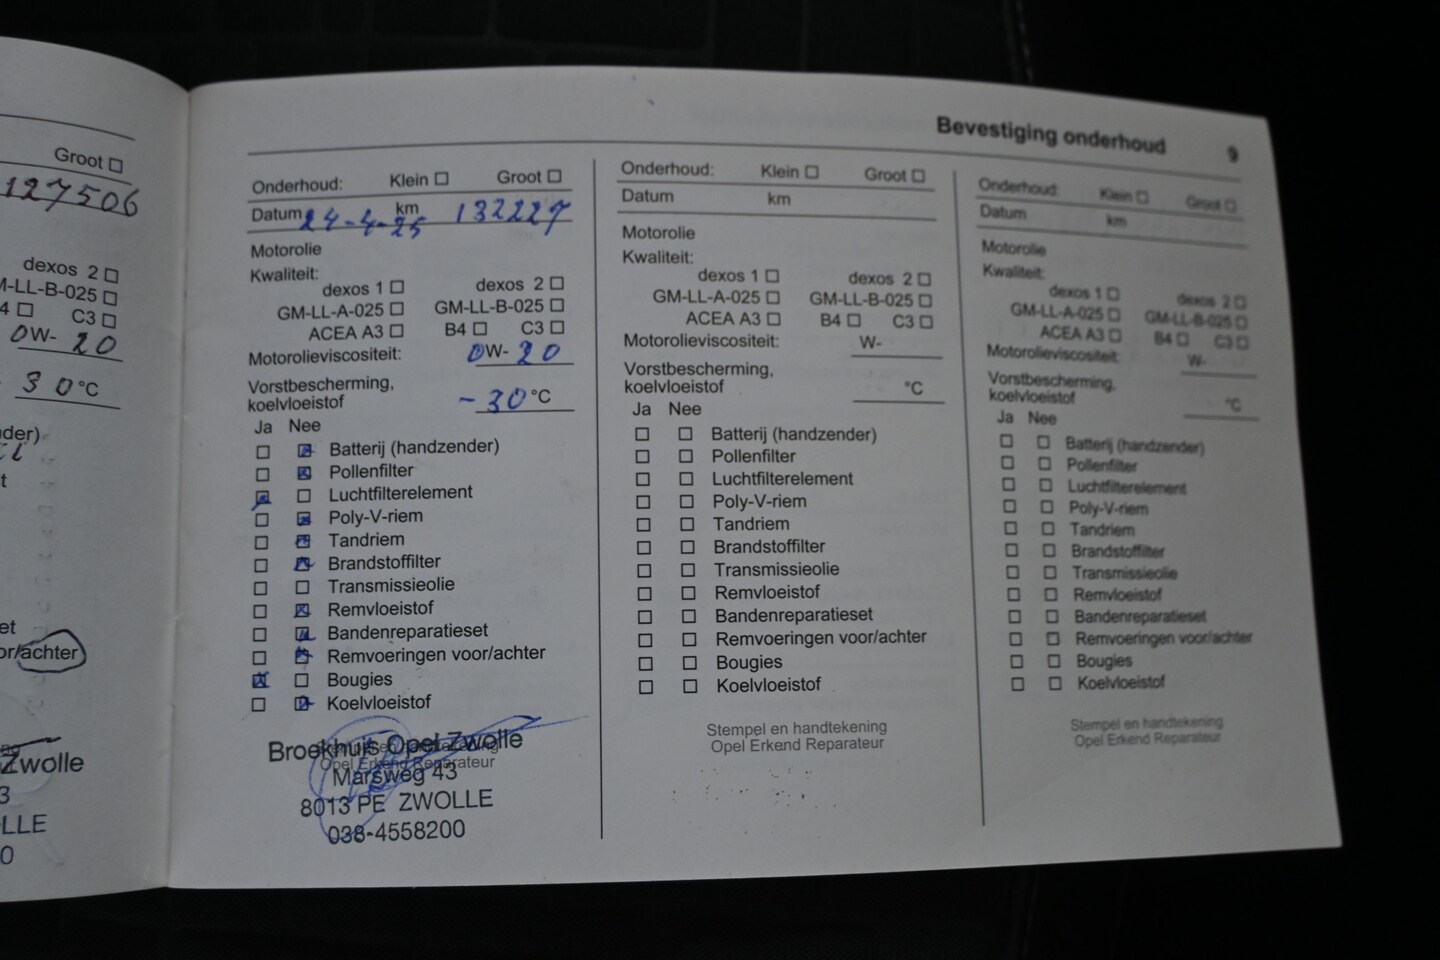 Groot
127506
dexos 2
GM-LL-B-025
B4 C3
0W- 20
- 30 °C
achter
Zwolle
Bevestiging onderhoud 9
Onderhoud: Klein Groot
Datum 24-4-25 km 132227
Motorolie
Kwaliteit:
dexos 1 dexos 2
GM-LL-A-025 GM-LL-B-025
ACEA A3 B4 C3
Motorolieviscositeit: 0W- 20
Vorstbescherming,
koelvloeistof - 30 °C
Ja Nee
Batterij (handzender)
Pollenfilter
Luchtfilterelement
Poly-V-riem
Tandriem
Brandstoffilter
Transmissieolie
Remvloeistof
Bandenreparatieset
Remvoeringen voor/achter
Bougies
Koelvloeistof
Stempel en handtekening
Opel Erkend Reparateur
Broekhuis Opel Zwolle
Marsweg 43
8013 PE ZWOLLE
038-4558200
Onderhoud: Klein Groot
Datum km
Motorolie
Kwaliteit:
dexos 1 dexos 2
GM-LL-A-025 GM-LL-B-025
ACEA A3 B4 C3
Motorolieviscositeit: W-
Vorstbescherming,
koelvloeistof °C
Ja Nee
Batterij (handzender)
Pollenfilter
Luchtfilterelement
Poly-V-riem
Tandriem
Brandstoffilter
Transmissieolie
Remvloeistof
Bandenreparatieset
Remvoeringen voor/achter
Bougies
Koelvloeistof
Stempel en handtekening
Opel Erkend Reparateur
Onderhoud: Klein Groot
Datum km
Motorolie
Kwaliteit:
dexos 1 dexos 2
GM-LL-A-025 GM-LL-B-025
ACEA A3 B4 C3
Motorolieviscositeit: W-
Vorstbescherming,
koelvloeistof °C
Ja Nee
Batterij (handzender)
Pollenfilter
Luchtfilterelement
Poly-V-riem
Tandriem
Brandstoffilter
Transmissieolie
Remvloeistof
Bandenreparatieset
Remvoeringen voor/achter
Bougies
Koelvloeistof
Stempel en handtekening
Opel Erkend Reparateur